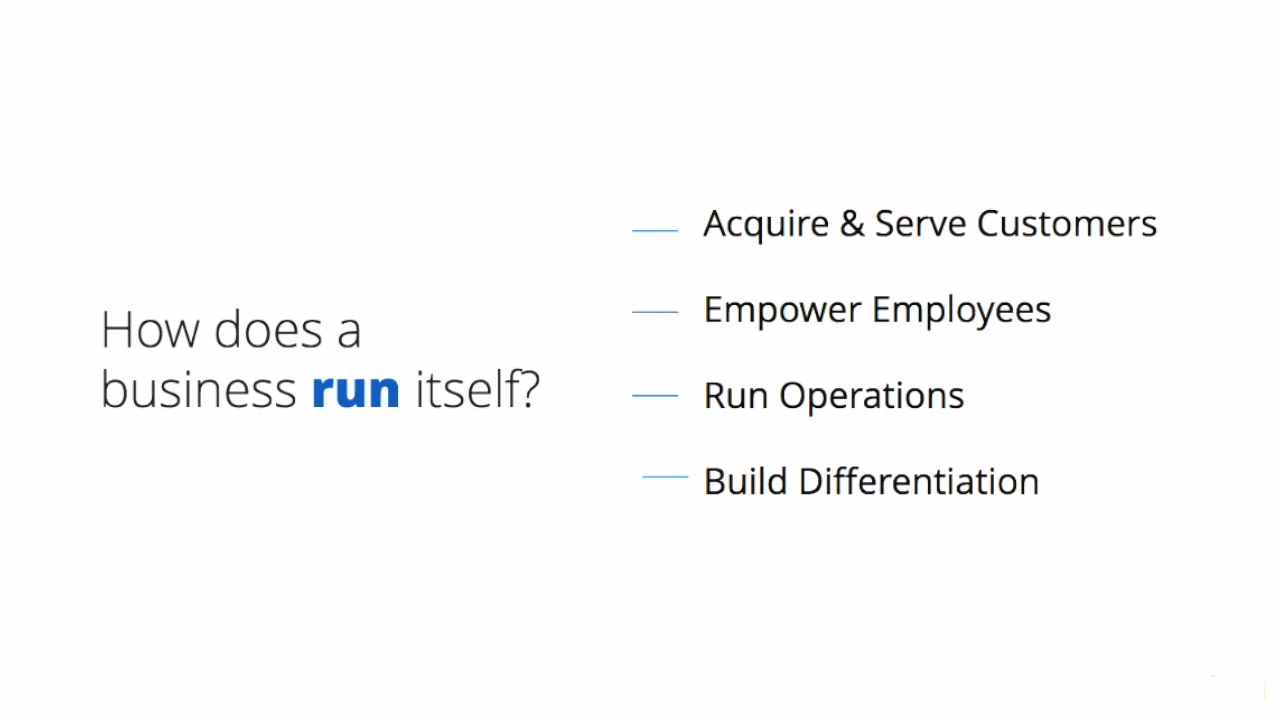 How does a
business run itself?
Acquire & Serve Customers
Empower Employees
Run Operations
Build Differentiation